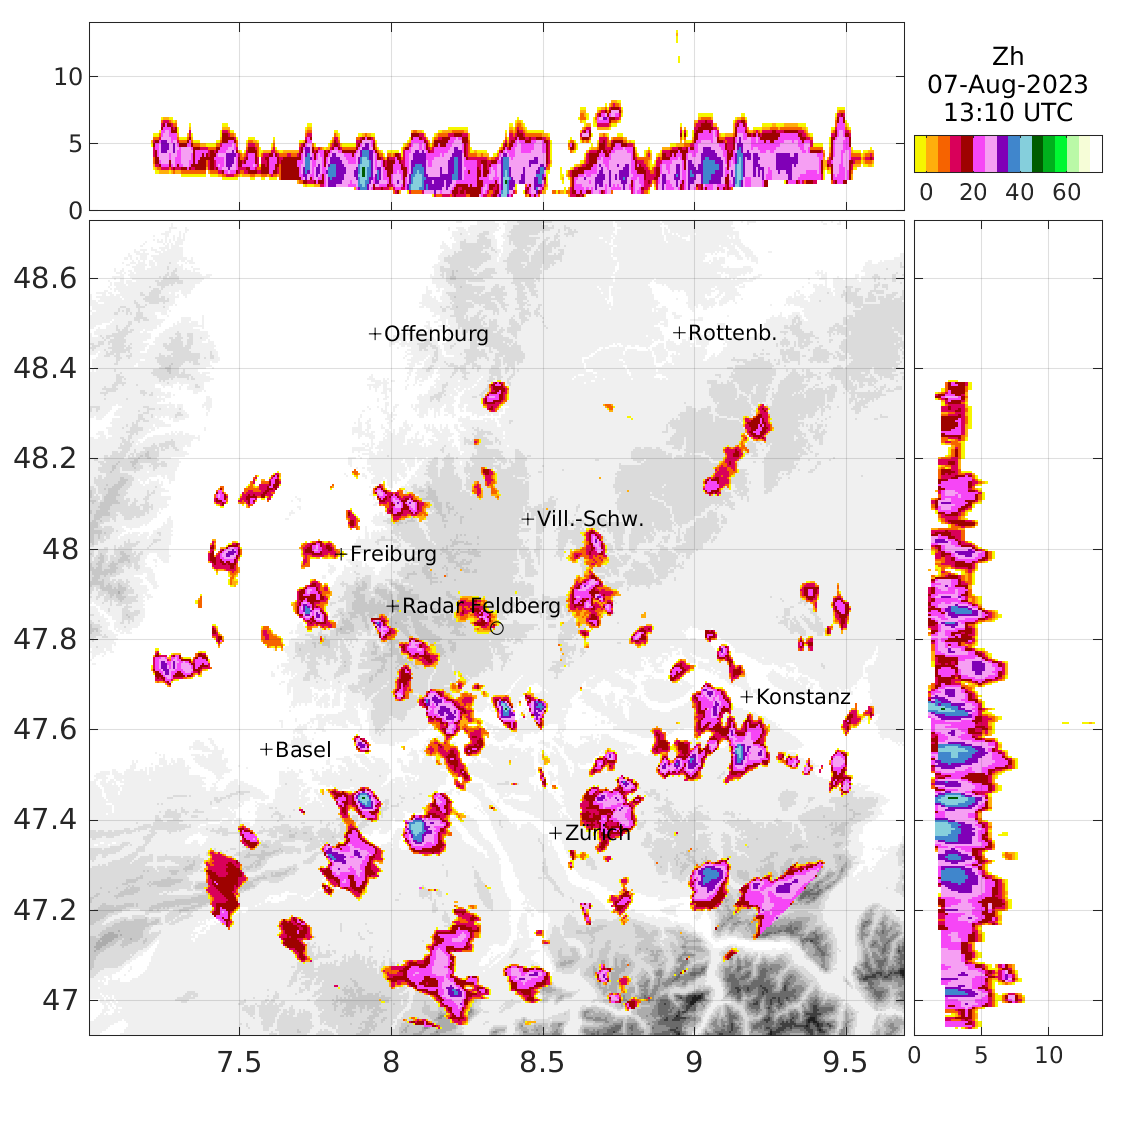 10
5
0
Zh
07-Aug-2023
13:10 UTC
0 20 40 60
48.6
48.4
48.2
48
47.8
47.6
47.4
47.2
47
+Offenburg
+Rottenb.
+Vill.-Schw.
+Freiburg
+Radar Feldberg
+Konstanz
+Basel
+Zürich
7.5 8 8.5 9 9.5
0 5 10